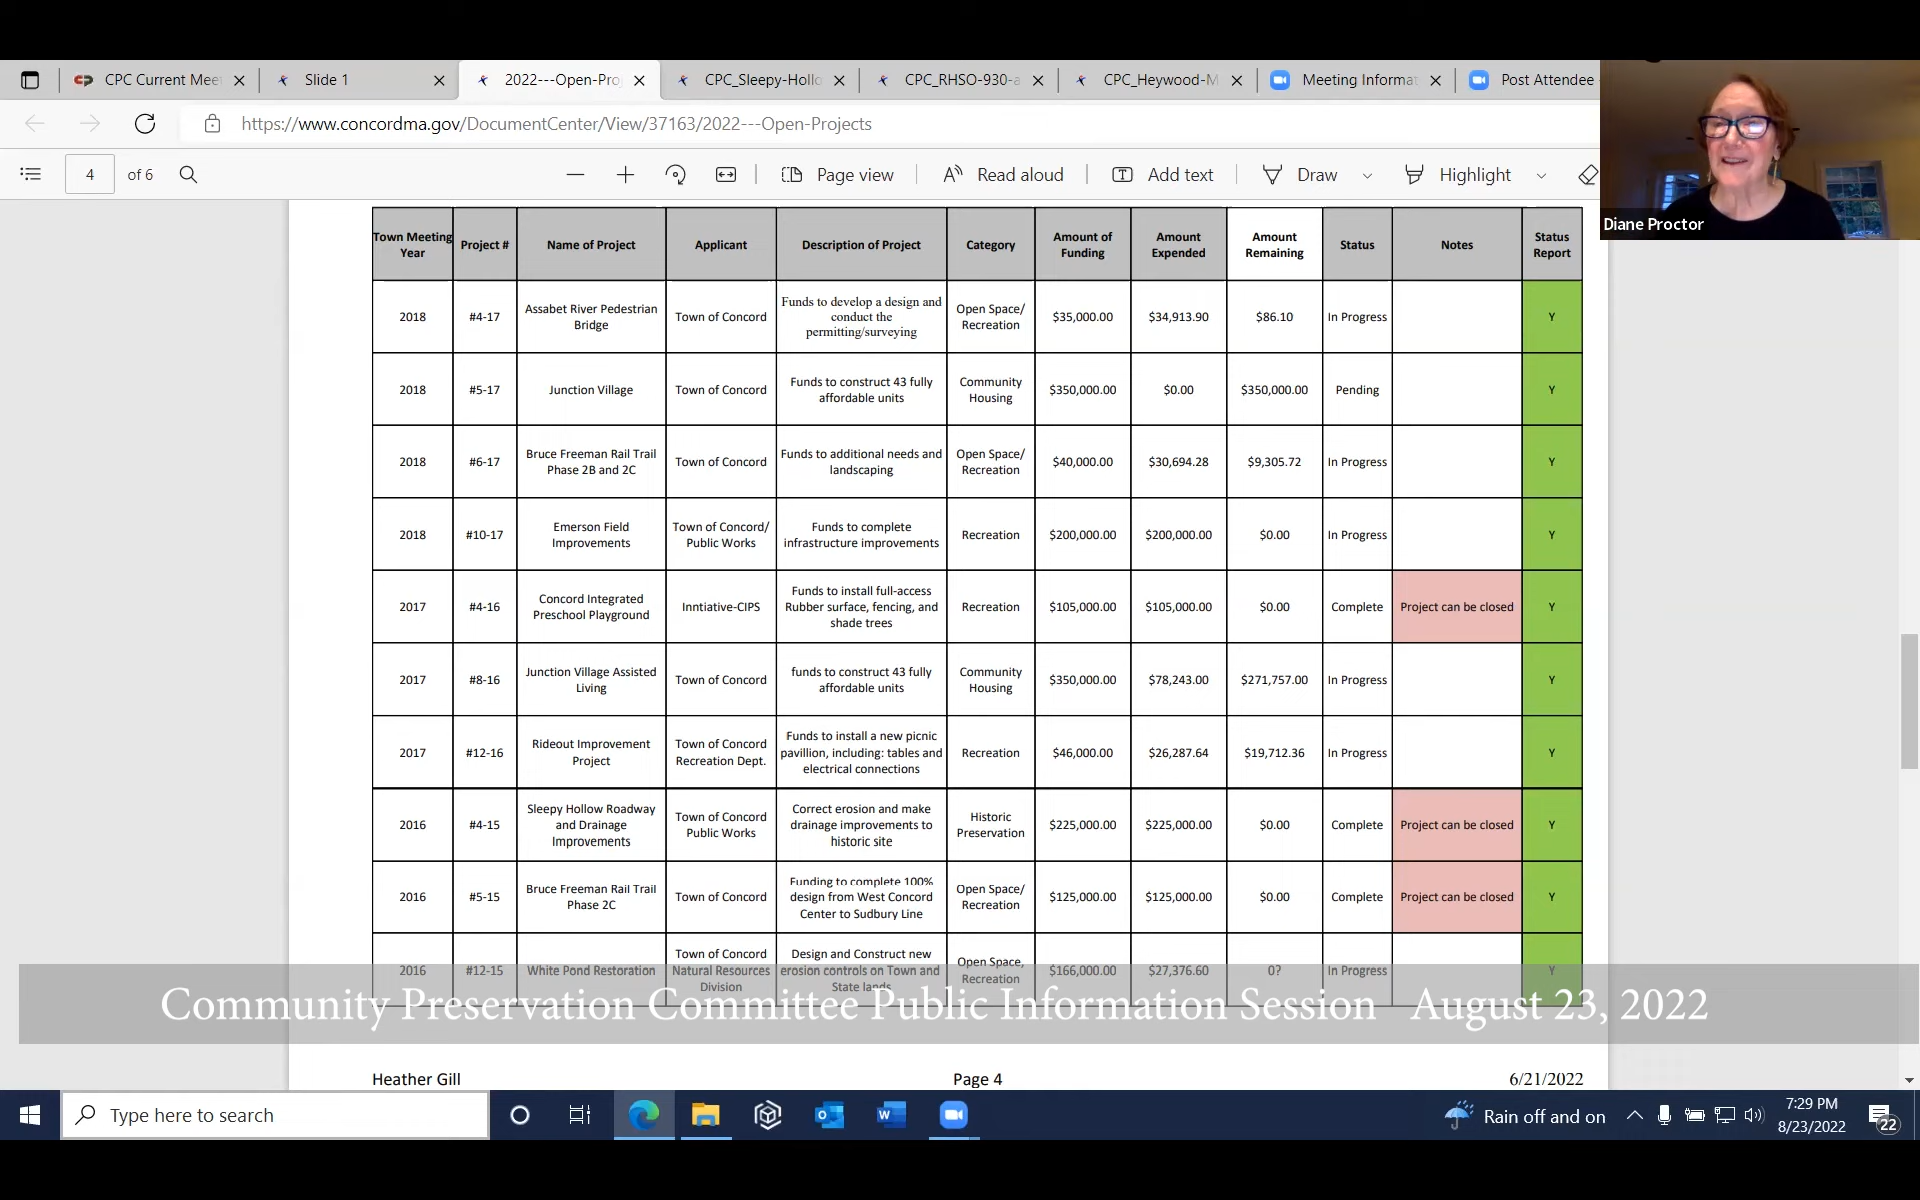 CPC Current Mee
Slide 1
2022---Open-Pro
CPC_Sleepy-Hollo
CPC_RHSO-930-a
CPC_Heywood-M
Meeting Informat
Post Attendee
https://www.concordma.gov/DocumentCenter/View/37163/2022---Open-Projects
4 of 6
Page view
Read aloud
Add text
Draw
Highlight
Diane Proctor
Town Meeting Year Project # Name of Project Applicant Description of Project Category Amount of Funding Amount Expended Amount Remaining Status Notes Status Report
2018 #4-17 Assabet River Pedestrian Bridge Town of Concord Funds to develop a design and conduct the permitting/surveying Open Space/ Recreation $35,000.00 $34,913.90 $86.10 In Progress Y
2018 #5-17 Junction Village Town of Concord Funds to construct 43 fully affordable units Community Housing $350,000.00 $0.00 $350,000.00 Pending Y
2018 #6-17 Bruce Freeman Rail Trail Phase 2B and 2C Town of Concord Funds to additional needs and landscaping Open Space/ Recreation $40,000.00 $30,694.28 $9,305.72 In Progress Y
2018 #10-17 Emerson Field Improvements Town of Concord/ Public Works Funds to complete infrastructure improvements Recreation $200,000.00 $200,000.00 $0.00 In Progress Y
2017 #4-16 Concord Integrated Preschool Playground Inntiative-CIPS Funds to install full-access Rubber surface, fencing, and shade trees Recreation $105,000.00 $105,000.00 $0.00 Complete Project can be closed Y
2017 #8-16 Junction Village Assisted Living Town of Concord funds to construct 43 fully affordable units Community Housing $350,000.00 $78,243.00 $271,757.00 In Progress Y
2017 #12-16 Rideout Improvement Project Town of Concord Recreation Dept. Funds to install a new picnic pavillion, including: tables and electrical connections Recreation $46,000.00 $26,287.64 $19,712.36 In Progress Y
2016 #4-15 Sleepy Hollow Roadway and Drainage Improvements Town of Concord Public Works Correct erosion and make drainage improvements to historic site Historic Preservation $225,000.00 $225,000.00 $0.00 Complete Project can be closed Y
2016 #5-15 Bruce Freeman Rail Trail Phase 2C Town of Concord Funding to complete 100% design from West Concord Center to Sudbury Line Open Space/ Recreation $125,000.00 $125,000.00 $0.00 Complete Project can be closed Y
2016 #12-15 White Pond Restoration Town of Concord Natural Resources Division Design and Construct new erosion controls on Town and State lands Open Space, Recreation $166,000.00 $27,376.60 0? In Progress Y
Community Preservation Committee Public Information Session August 23, 2022
Heather Gill
Page 4
6/21/2022
Type here to search
Rain off and on
7:29 PM
8/23/2022
22